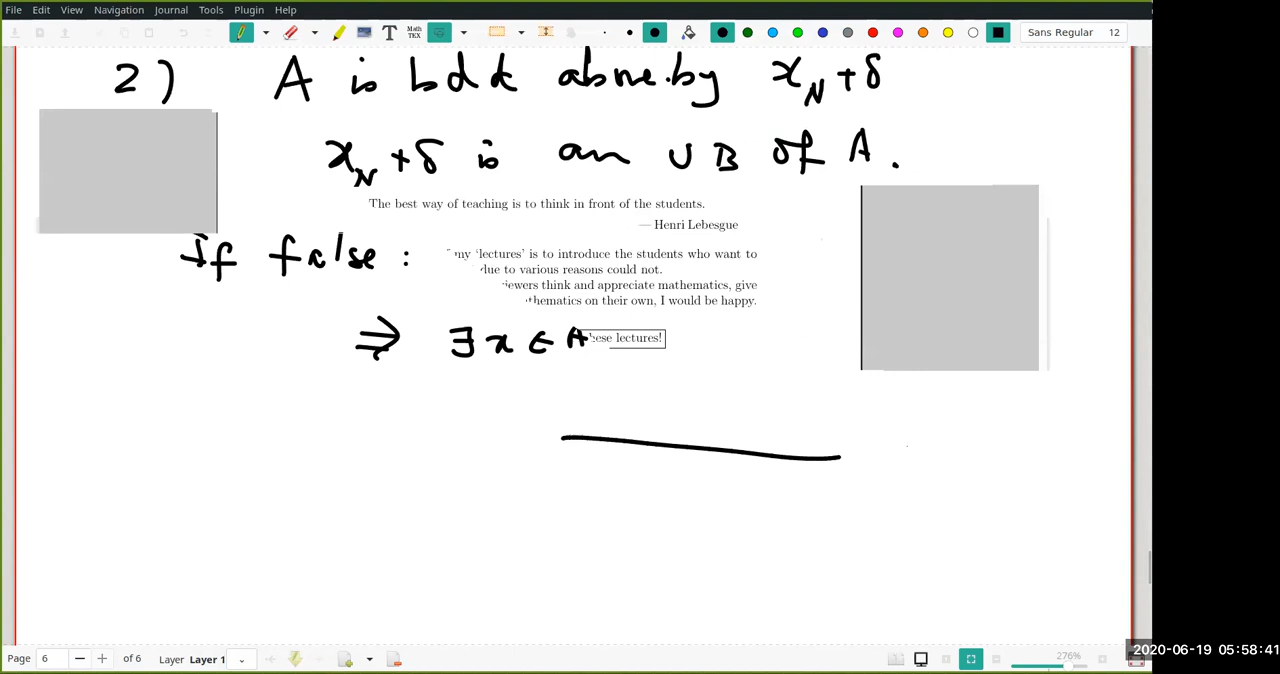 File Edit View Navigation Journal Tools Plugin Help
Sans Regular 12
2) A is bdd above by x_N + δ
x_N + δ is an UB of A.
The best way of teaching is to think in front of the students.
— Henri Lebesgue
If false:
my ‘lectures’ is to introduce the students who want to
due to various reasons could not.
think and appreciate mathematics, give
on their own, I would be happy.
⇒ ∃ x ∈ A
lectures!
Page 6 of 6 Layer Layer 1 276%
2020-06-19 05:58:41